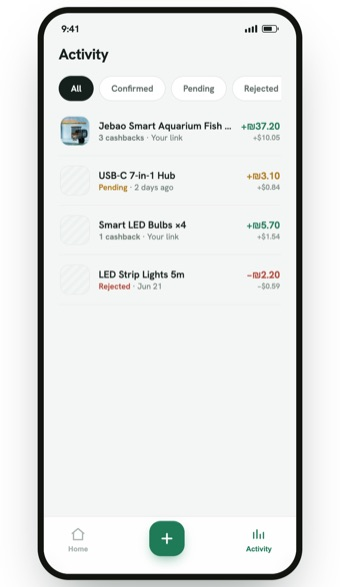 9:41
Activity
All Confirmed Pending Rejected
Jebao Smart Aquarium Fish ... +₪37.20
3 cashbacks · Your link +$10.05
USB-C 7-in-1 Hub +₪3.10
Pending · 2 days ago +$0.84
Smart LED Bulbs ×4 +₪5.70
1 cashback · Your link +$1.54
LED Strip Lights 5m −₪2.20
Rejected · Jun 21 −$0.59
+
Home Activity